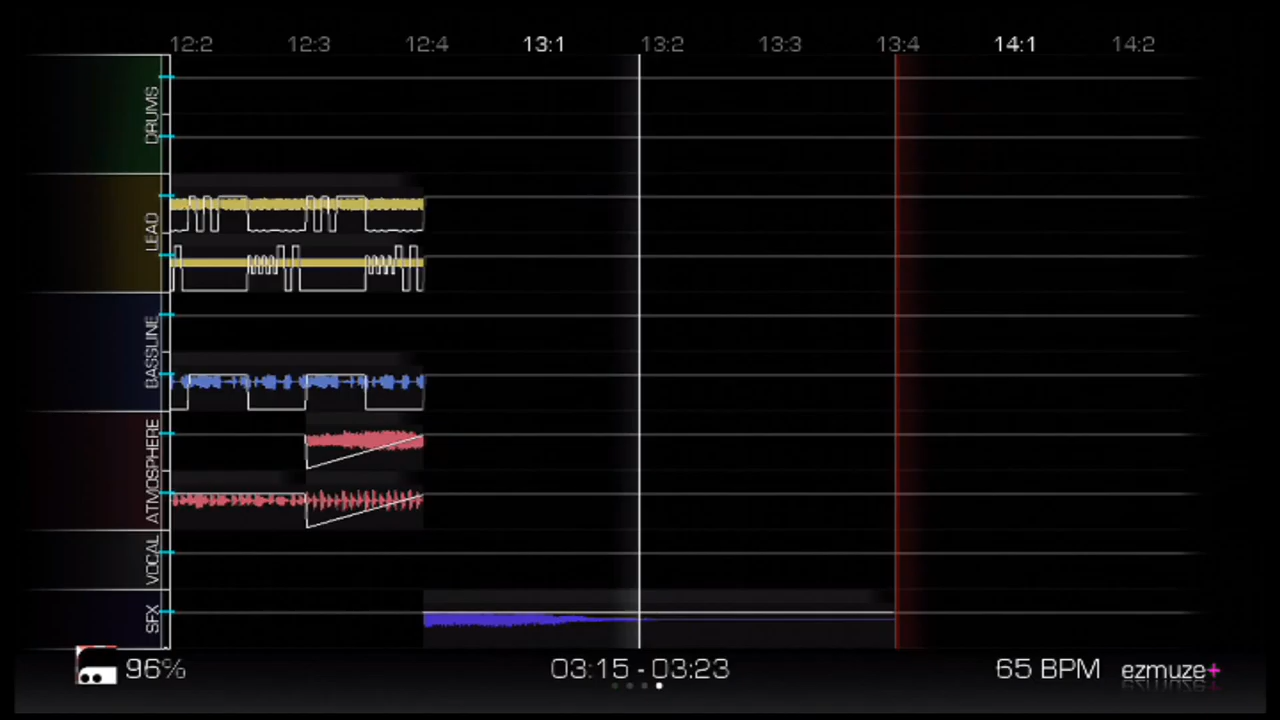 12:2 12:3 12:4 13:1 13:2 13:3 13:4 14:1 14:2
DRUMS
LEAD
BASSLINE
ATMOSPHERE
VOCAL
SFX
96% 03:15 - 03:23 65 BPM ezmuze+